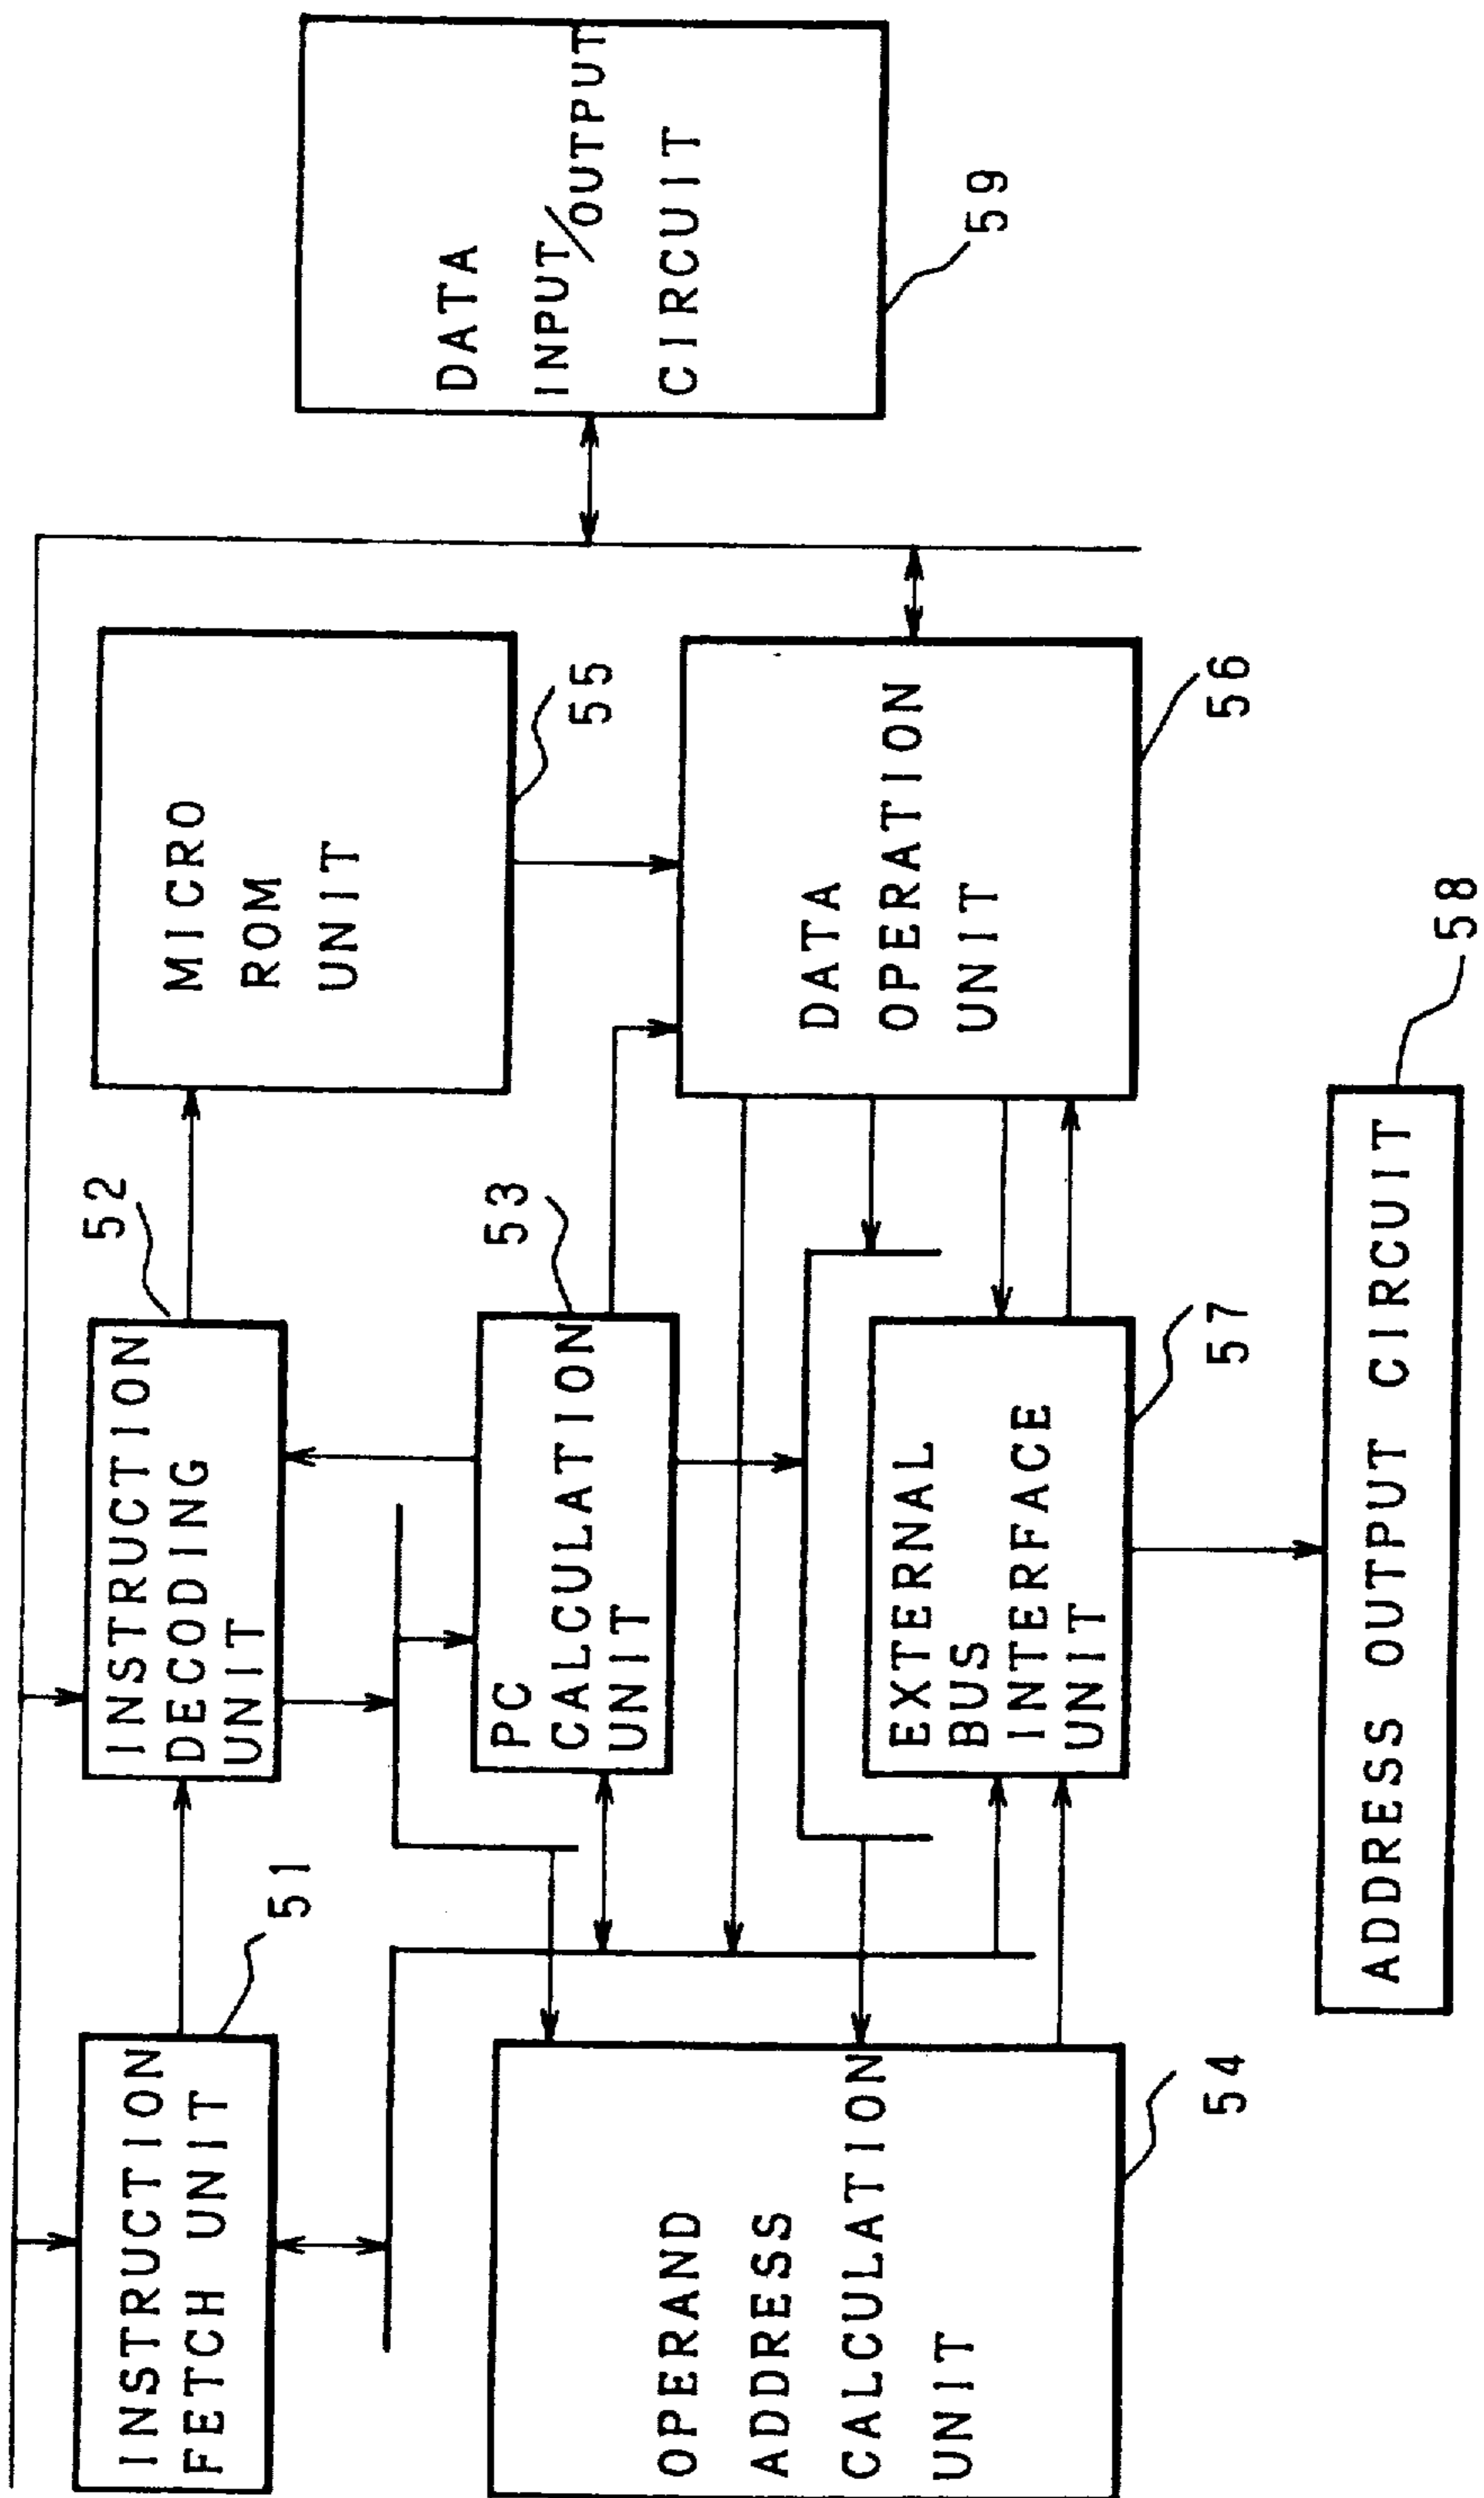 INSTRUCTION
FETCH UNIT
51
INSTRUCTION
DECODING
UNIT
52
MICRO
ROM
UNIT
55
DATA
INPUT/OUTPUT
CIRCUIT
59
OPERAND
ADDRESS
CALCULATION
UNIT
54
PC
CALCULATION
UNIT
53
DATA
OPERATION
UNIT
56
EXTERNAL
BUS
INTERFACE
UNIT
57
ADDRESS OUTPUT CIRCUIT
58